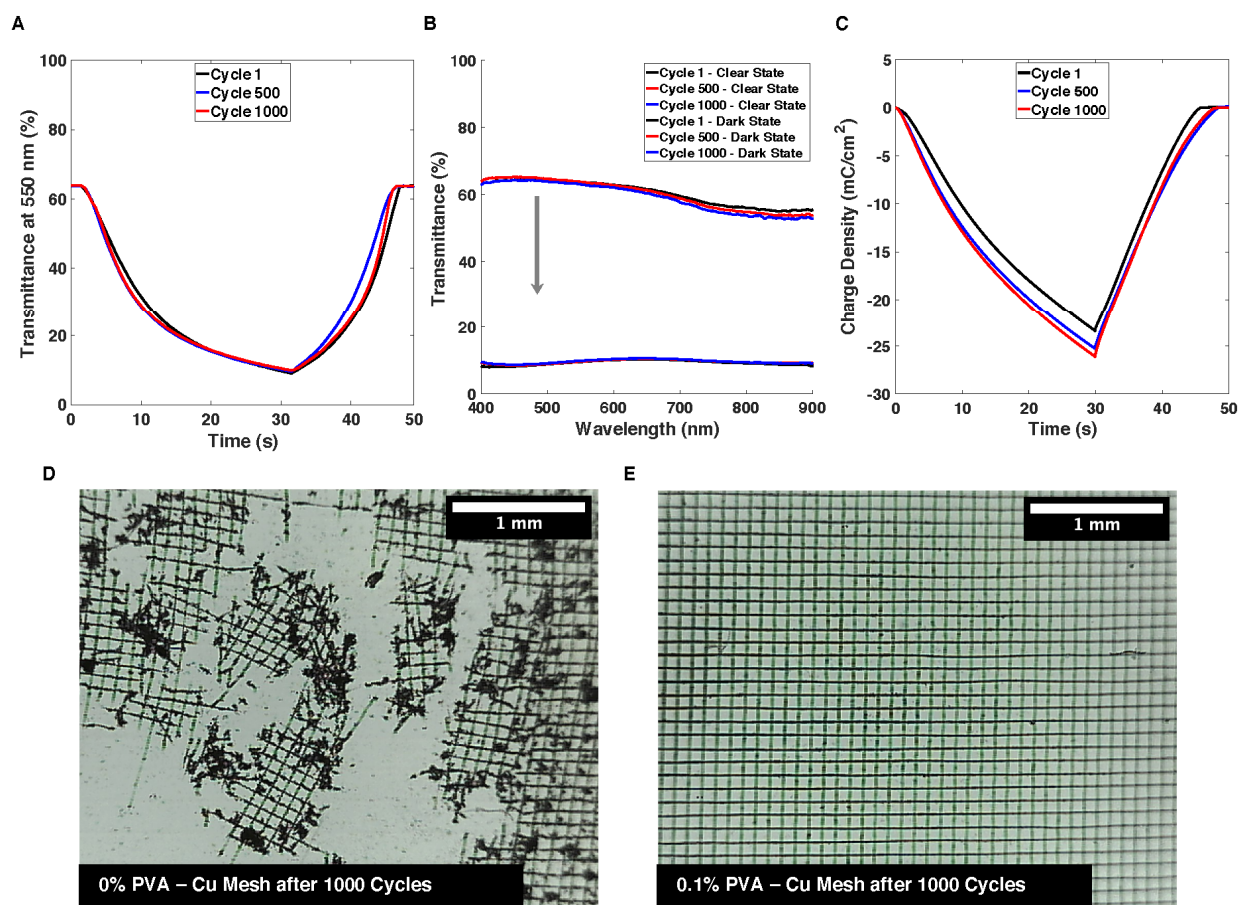 A
Cycle 1
Cycle 500
Cycle 1000
Transmittance at 550 nm (%)
100
80
60
40
20
0
0 10 20 30 40 50
Time (s)
B
Cycle 1 - Clear State
Cycle 500 - Clear State
Cycle 1000 - Clear State
Cycle 1 - Dark State
Cycle 500 - Dark State
Cycle 1000 - Dark State
Transmittance (%)
100
80
60
40
20
0
400 500 600 700 800 900
Wavelength (nm)
C
Cycle 1
Cycle 500
Cycle 1000
Charge Density (mC/cm²)
5
0
-5
-10
-15
-20
-25
-30
0 10 20 30 40 50
Time (s)
D
1 mm
0% PVA – Cu Mesh after 1000 Cycles
E
1 mm
0.1% PVA – Cu Mesh after 1000 Cycles